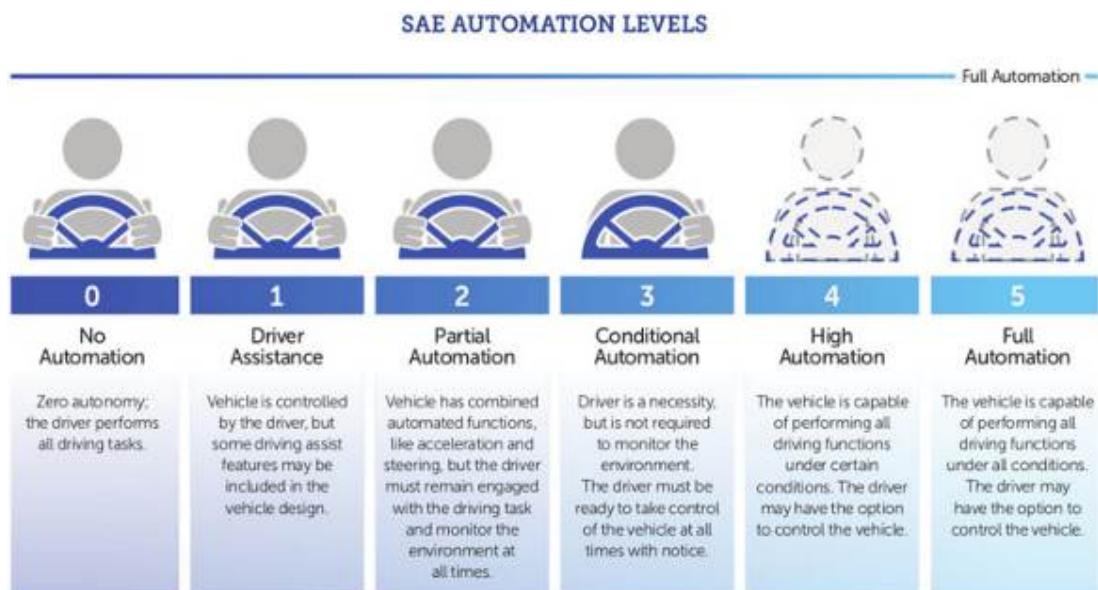 SAE AUTOMATION LEVELS
Full Automation
0
No
Automation
Zero autonomy;
the driver performs
all driving tasks.
1
Driver
Assistance
Vehicle is controlled
by the driver, but
some driving assist
features may be
included in the
vehicle design.
2
Partial
Automation
Vehicle has combined
automated functions,
like acceleration and
steering, but the driver
must remain engaged
with the driving task
and monitor the
environment at
all times.
3
Conditional
Automation
Driver is a necessity,
but is not required
to monitor the
environment.
The driver must be
ready to take control
of the vehicle at all
times with notice.
4
High
Automation
The vehicle is capable
of performing all
driving functions
under certain
conditions. The driver
may have the option
to control the vehicle.
5
Full
Automation
The vehicle is capable
of performing all
driving functions
under all conditions.
The driver may
have the option to
control the vehicle.